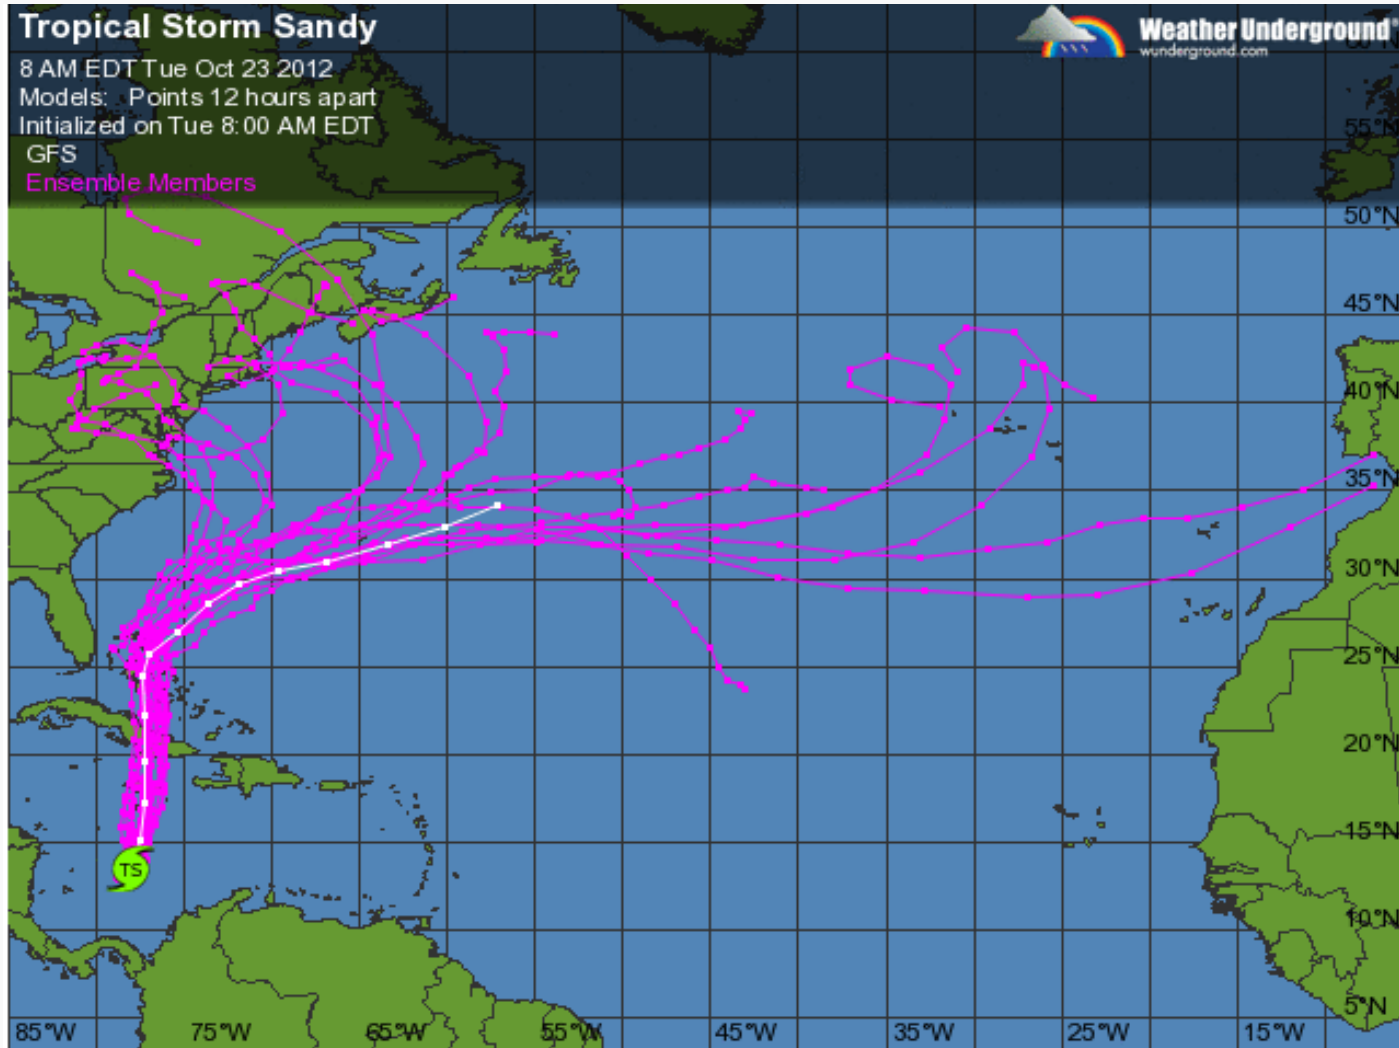 Tropical Storm Sandy
8 AM EDT Tue Oct 23 2012
Models: Points 12 hours apart
Initialized on Tue 8:00 AM EDT
GFS
Ensemble Members
Weather Underground®
wunderground.com
60°N
55°N
50°N
45°N
40°N
35°N
30°N
25°N
20°N
15°N
10°N
5°N
TS
85°W 75°W 65°W 55°W 45°W 35°W 25°W 15°W